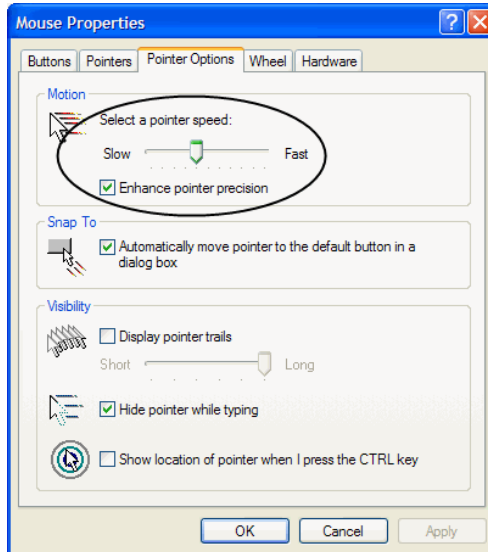 Mouse Properties
Buttons Pointers Pointer Options Wheel Hardware
Motion
Select a pointer speed:
Slow Fast
Enhance pointer precision
Snap To
Automatically move pointer to the default button in a
dialog box
Visibility
Display pointer trails
Short Long
Hide pointer while typing
Show location of pointer when I press the CTRL key
OK Cancel Apply